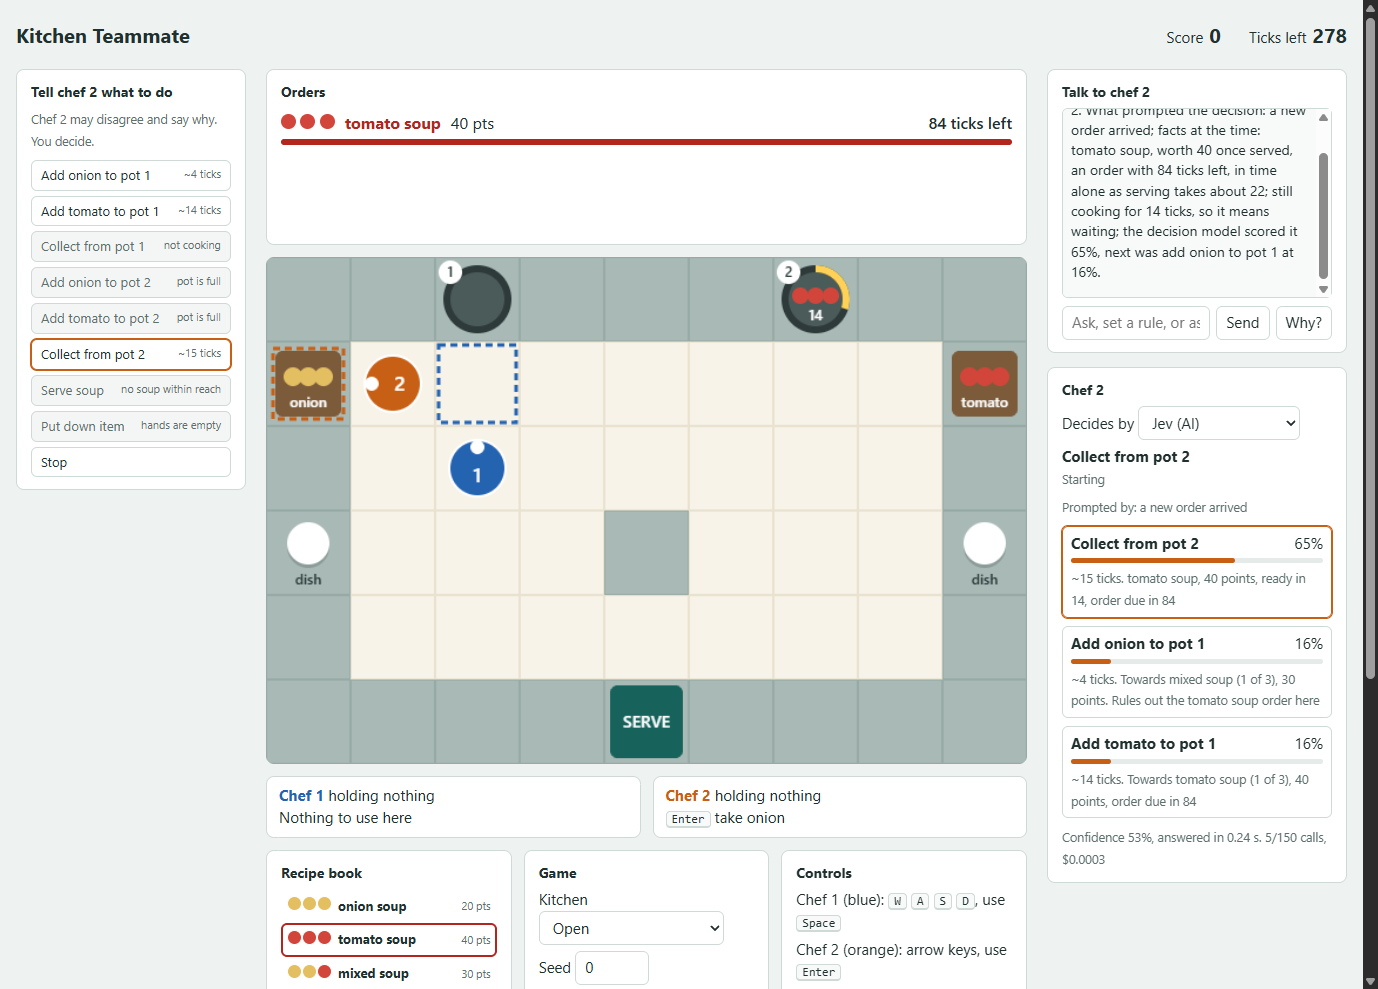 Kitchen Teammate
Score 0 Ticks left 278
Tell chef 2 what to do
Chef 2 may disagree and say why.
You decide.
Add onion to pot 1 ~4 ticks
Add tomato to pot 1 ~14 ticks
Collect from pot 1 not cooking
Add onion to pot 2 pot is full
Add tomato to pot 2 pot is full
Collect from pot 2 ~15 ticks
Serve soup no soup within reach
Put down item hands are empty
Stop
Orders
tomato soup 40 pts 84 ticks left
1
2
14
onion
2
tomato
1
dish
dish
SERVE
Chef 1 holding nothing
Nothing to use here
Chef 2 holding nothing
Enter take onion
Recipe book
onion soup 20 pts
tomato soup 40 pts
mixed soup 30 pts
Game
Kitchen
Open
Seed 0
Controls
Chef 1 (blue): W A S D, use
Space
Chef 2 (orange): arrow keys, use
Enter
Talk to chef 2
2. What prompted the decision: a new
order arrived; facts at the time:
tomato soup, worth 40 once served,
an order with 84 ticks left, in time
alone as serving takes about 22; still
cooking for 14 ticks, so it means
waiting; the decision model scored it
65%, next was add onion to pot 1 at
16%.
Ask, set a rule, or as
Send
Why?
Chef 2
Decides by Jev (AI)
Collect from pot 2
Starting
Prompted by: a new order arrived
Collect from pot 2 65%
~15 ticks. tomato soup, 40 points, ready in
14, order due in 84
Add onion to pot 1 16%
~4 ticks. Towards mixed soup (1 of 3), 30
points. Rules out the tomato soup order here
Add tomato to pot 1 16%
~14 ticks. Towards tomato soup (1 of 3), 40
points, order due in 84
Confidence 53%, answered in 0.24 s. 5/150 calls,
$0.0003